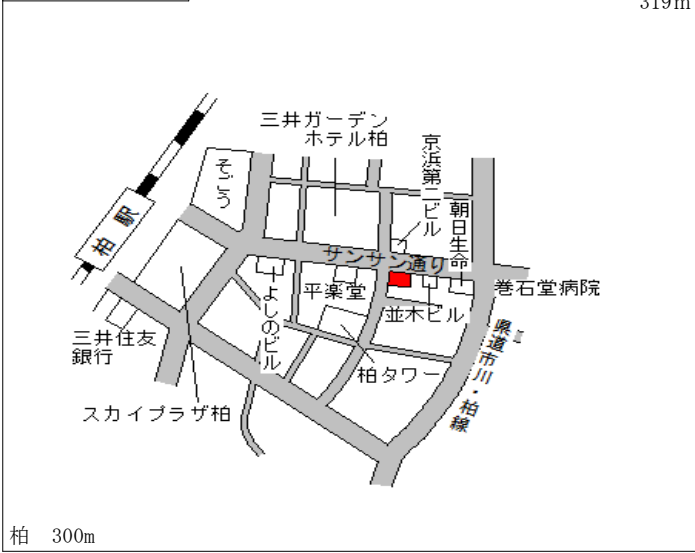 319m
三井ガーデン
ホテル柏
京浜第二ビル
そごう
朝日生命
柏駅
サンサン通り
よしのビル
平楽堂
並木ビル
巻石堂病院
三井住友
銀行
柏タワー
県道市川・柏線
スカイプラザ柏
柏 300m